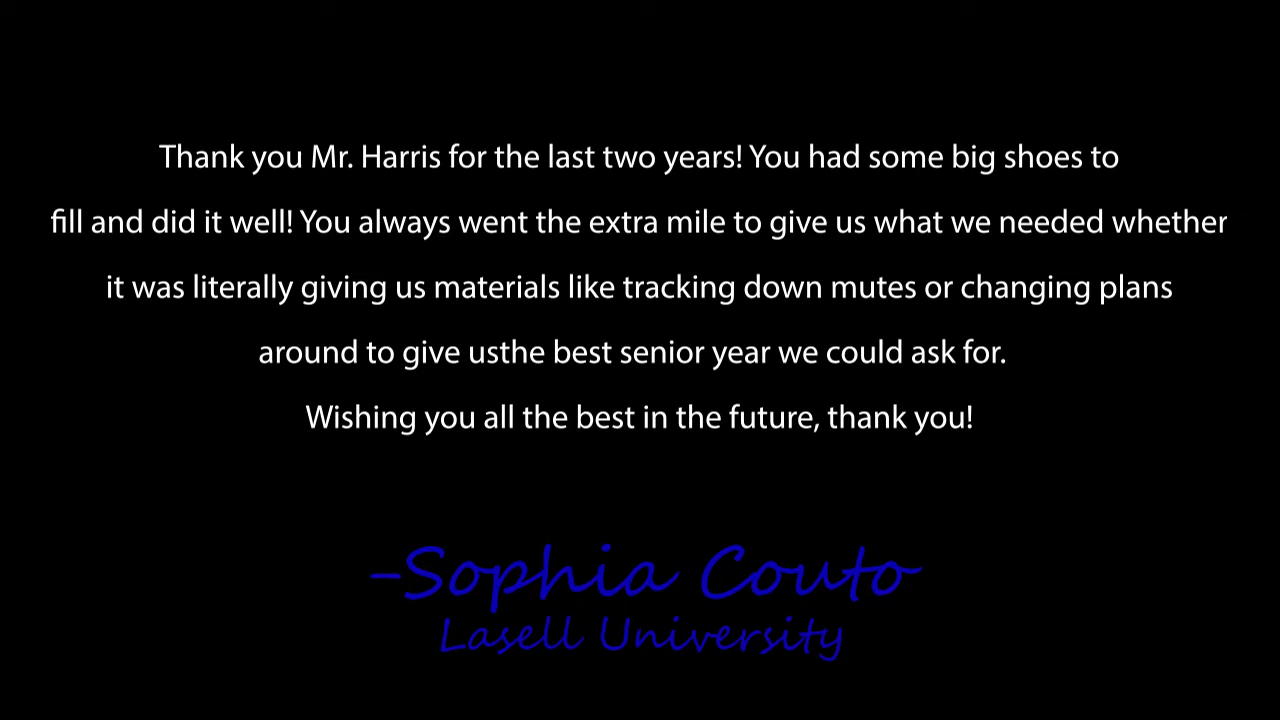 Thank you Mr. Harris for the last two years! You had some big shoes to
fill and did it well! You always went the extra mile to give us what we needed whether
it was literally giving us materials like tracking down mutes or changing plans
around to give usthe best senior year we could ask for.
Wishing you all the best in the future, thank you!
-Sophia Couto
Lasell University